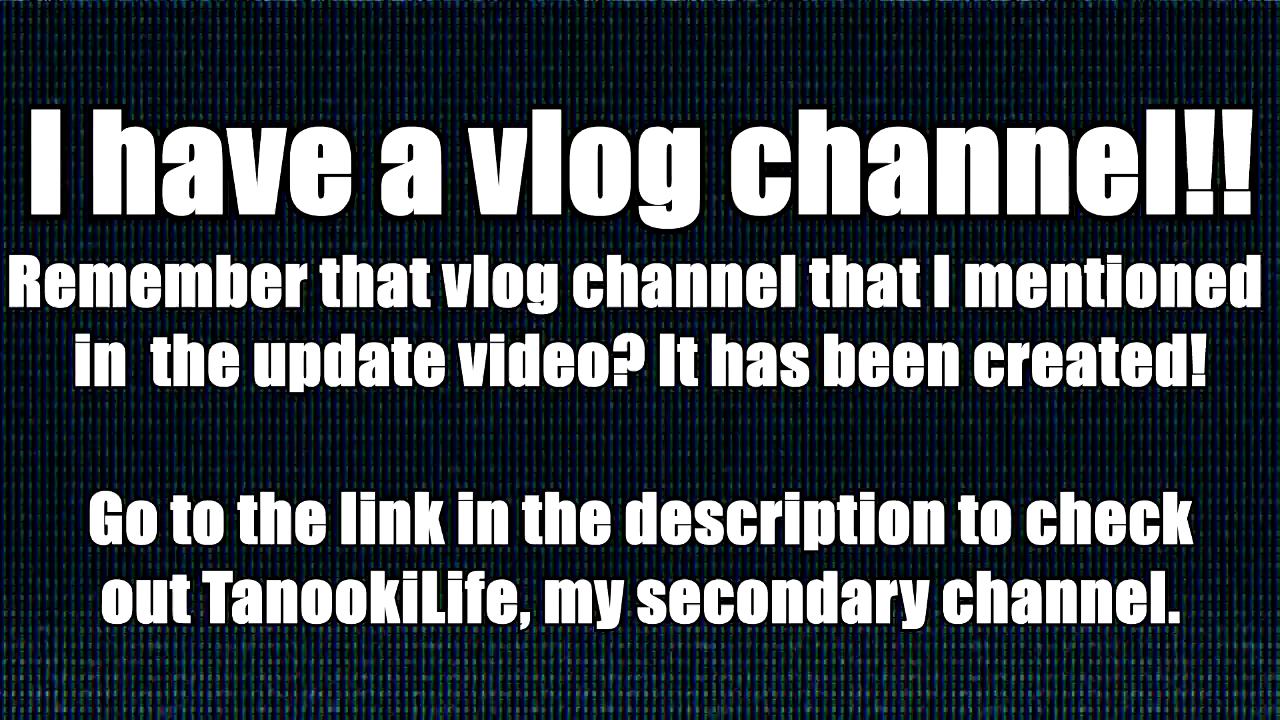 I have a vlog channel!!
Remember that vlog channel that I mentioned
in  the update video? It has been created!
Go to the link in the description to check
out TanookiLife, my secondary channel.